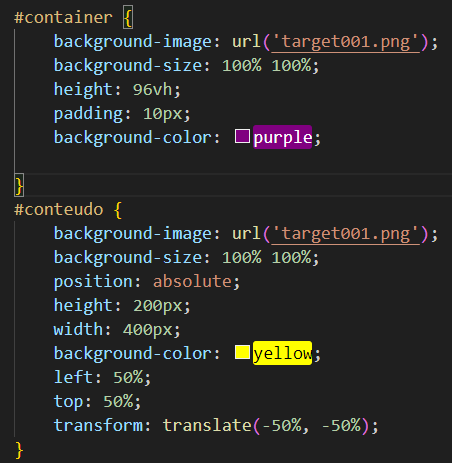 #container {
    background-image: url('target001.png');
    background-size: 100% 100%;
    height: 96vh;
    padding: 10px;
    background-color: purple;
}
#conteudo {
    background-image: url('target001.png');
    background-size: 100% 100%;
    position: absolute;
    height: 200px;
    width: 400px;
    background-color: yellow;
    left: 50%;
    top: 50%;
    transform: translate(-50%, -50%);
}